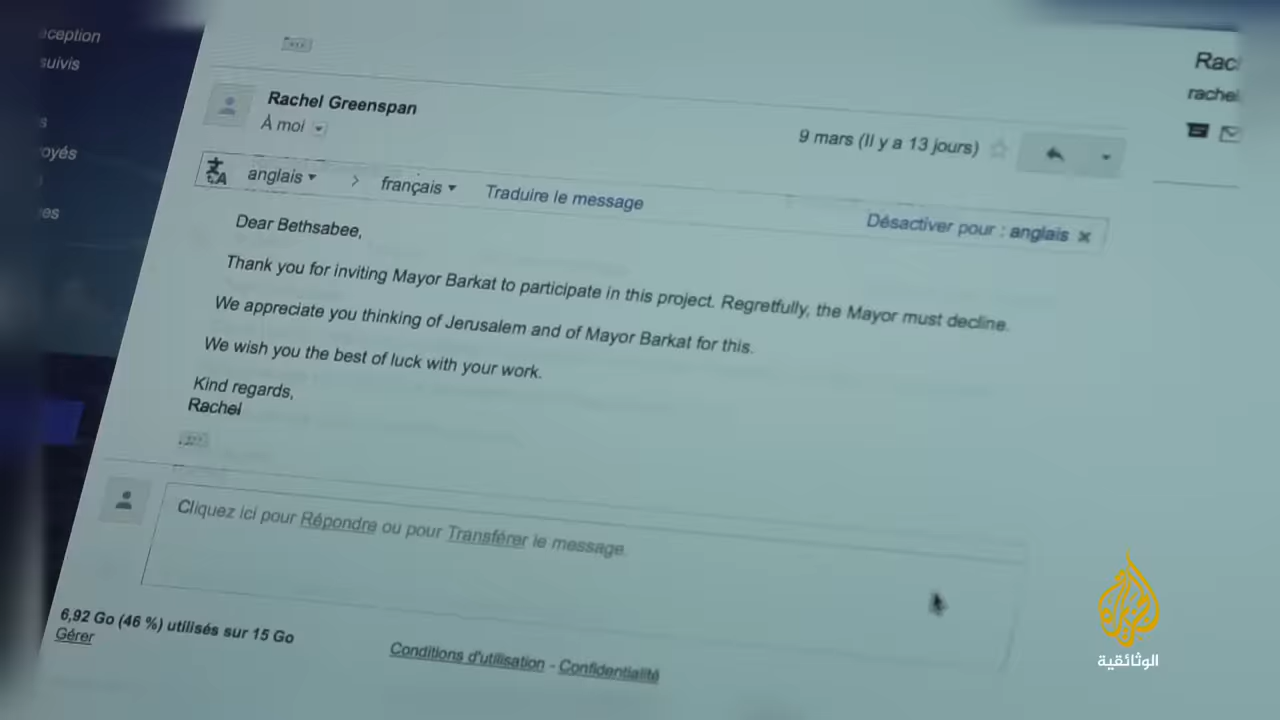 aception
suivis
s
oyés
es
Rachel Greenspan
À moi
9 mars (Il y a 13 jours)
Rac
rachel
anglais > français Traduire le message Désactiver pour : anglais x
Dear Bethsabee,
Thank you for inviting Mayor Barkat to participate in this project. Regretfully, the Mayor must decline.
We appreciate you thinking of Jerusalem and of Mayor Barkat for this.
We wish you the best of luck with your work.
Kind regards,
Rachel
Cliquez ici pour Répondre ou pour Transférer le message.
6,92 Go (46 %) utilisés sur 15 Go
Gérer
Conditions d'utilisation - Confidentialité
الجزيرة
الوثائقية